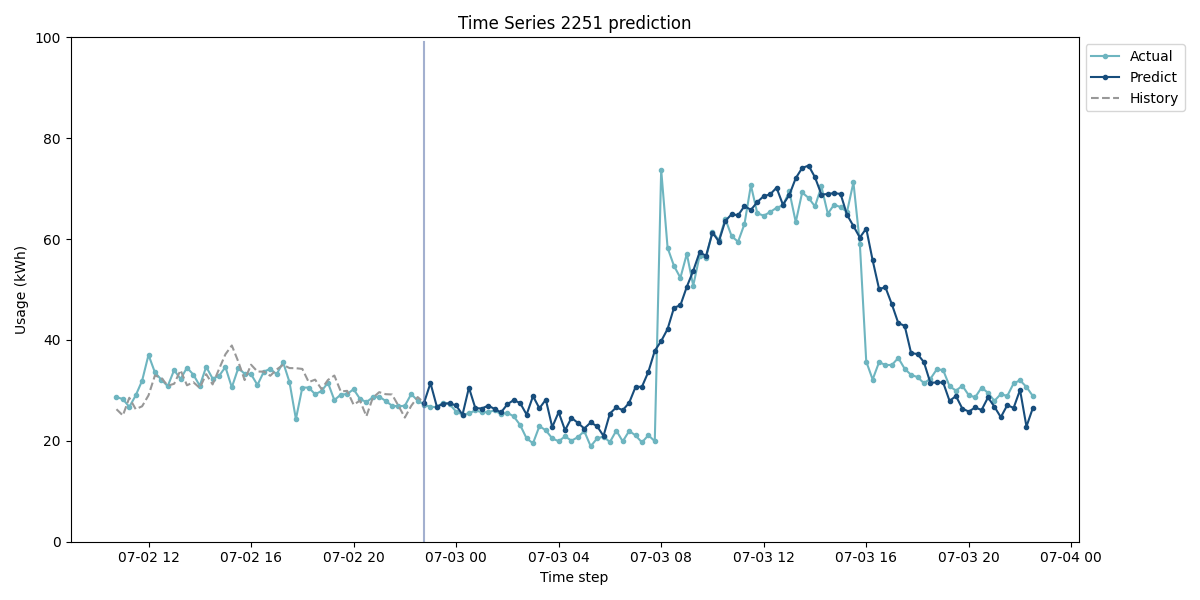 Time Series 2251 prediction
100
80
60
40
20
0
Usage (kWh)
07-02 12
07-02 16
07-02 20
07-03 00
07-03 04
07-03 08
07-03 12
07-03 16
07-03 20
07-04 00
Time step
Actual
Predict
History